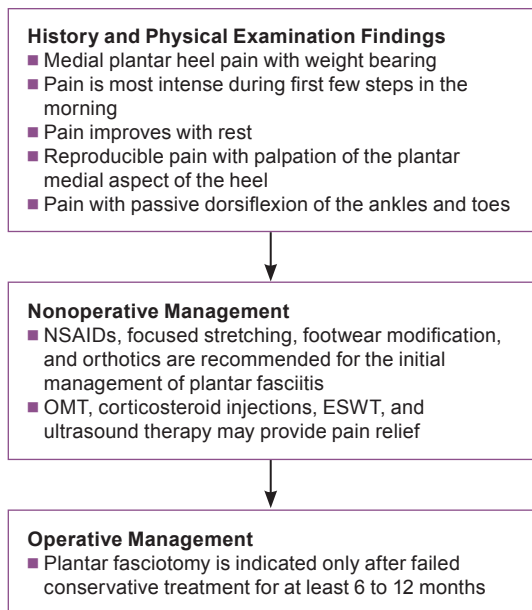 History and Physical Examination Findings
■ Medial plantar heel pain with weight bearing
■ Pain is most intense during first few steps in the
morning
■ Pain improves with rest
■ Reproducible pain with palpation of the plantar
medial aspect of the heel
■ Pain with passive dorsiflexion of the ankles and toes
Nonoperative Management
■ NSAIDs, focused stretching, footwear modification,
and orthotics are recommended for the initial
management of plantar fasciitis
■ OMT, corticosteroid injections, ESWT, and
ultrasound therapy may provide pain relief
Operative Management
■ Plantar fasciotomy is indicated only after failed
conservative treatment for at least 6 to 12 months